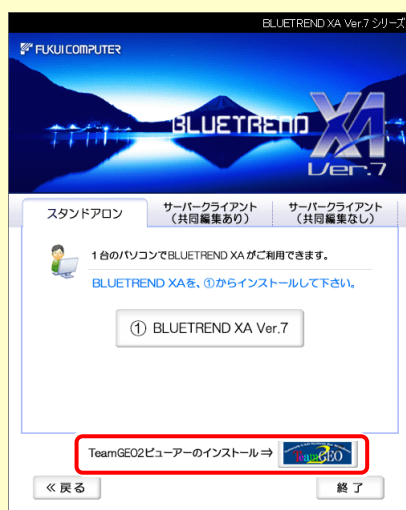 BLUETREND XA Ver.7 シリーズ
FUKUI COMPUTER
BLUETREND XA
Ver.7
スタンドアロン
サーバークライアント
（共同編集あり）
サーバークライアント
（共同編集なし）
1台のパソコンでBLUETREND XAがご利用できます。
BLUETREND XAを、①からインストールして下さい。
① BLUETREND XA Ver.7
TeamGEO2ビューアーのインストール⇒
TeamGEO
≪戻る
終了